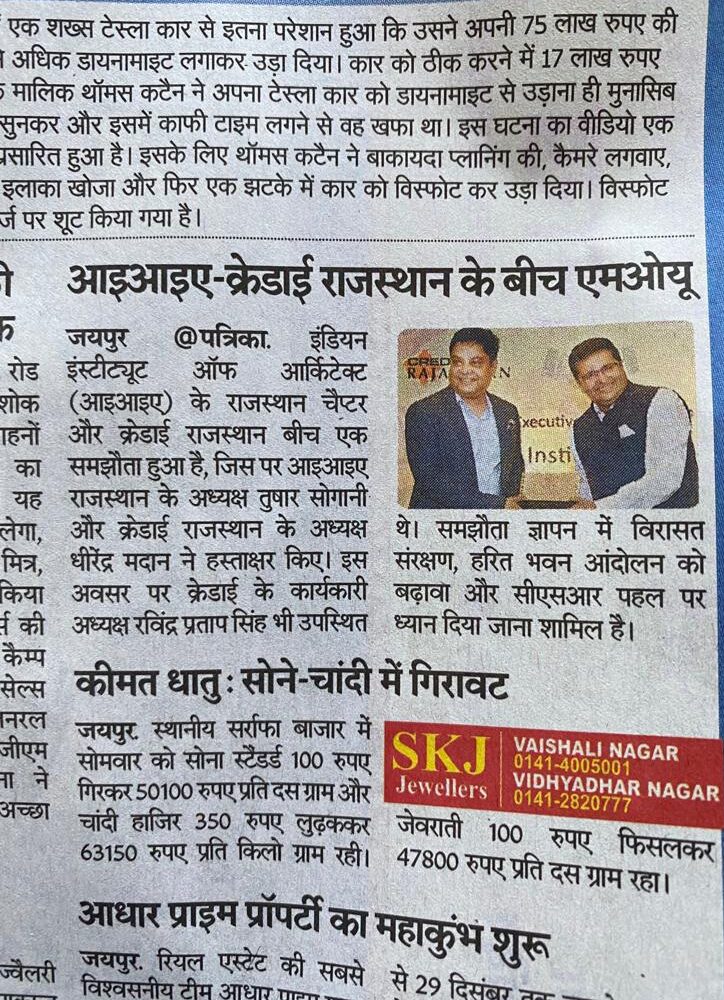 एक शख्स टेस्ला कार से इतना परेशान हुआ कि उसने अपनी 75 लाख रुपए की
अधिक डायनामाइट लगाकर उड़ा दिया। कार को ठीक करने में 17 लाख रुपए
मालिक थॉमस कटैन ने अपना टेस्ला कार को डायनामाइट से उड़ाना ही मुनासिब
सुनकर और इसमें काफी टाइम लगने से वह खफा था। इस घटना का वीडियो एक
प्रसारित हुआ है। इसके लिए थॉमस कटैन ने बाकायदा प्लानिंग की, कैमरे लगवाए,
इलाका खोजा और फिर एक झटके में कार को विस्फोट कर उड़ा दिया। विस्फोट
पर शूट किया गया है।
आइआइए-क्रेडाई राजस्थान के बीच एमओयू
जयपुर @पत्रिका. इंडियन
इंस्टीट्यूट ऑफ आर्किटेक्ट
(आइआइए) के राजस्थान चैप्टर
और क्रेडाई राजस्थान बीच एक
समझौता हुआ है, जिस पर आइआइए
राजस्थान के अध्यक्ष तुषार सोगानी
और क्रेडाई राजस्थान के अध्यक्ष
धीरेंद्र मदान ने हस्ताक्षर किए। इस
अवसर पर क्रेडाई के कार्यकारी
अध्यक्ष रविंद्र प्रताप सिंह भी उपस्थित
CRED
RAJA
Executiv
Insti
थे। समझौता ज्ञापन में विरासत
संरक्षण, हरित भवन आंदोलन को
बढ़ावा और सीएसआर पहल पर
ध्यान दिया जाना शामिल है।
कीमत धातु : सोने-चांदी में गिरावट
जयपुर. स्थानीय सर्राफा बाजार में
सोमवार को सोना स्टैडर्ड 100 रुपए
गिरकर 50100 रुपए प्रति दस ग्राम और
चांदी हाजिर 350 रुपए लुढ़ककर
63150 रुपए प्रति किलो ग्राम रही।
SKJ
Jewellers
VAISHALI NAGAR
0141-4005001
VIDHYADHAR NAGAR
0141-2820777
जेवराती 100 रुपए फिसलकर
47800 रुपए प्रति दस ग्राम रहा।
आधार प्राइम प्रॉपर्टी का महाकुंभ शुरू
जयपुर. रियल एस्टेट की सबसे
विश्वसनीय टीम आधार प्राइम
से 29 दिसंबर तक
रोड
का
यह
लेगा,
मित्र,
किया
की
कैम्प
सेल्स
जीएम
ने
अच्छा
ज्वैलरी